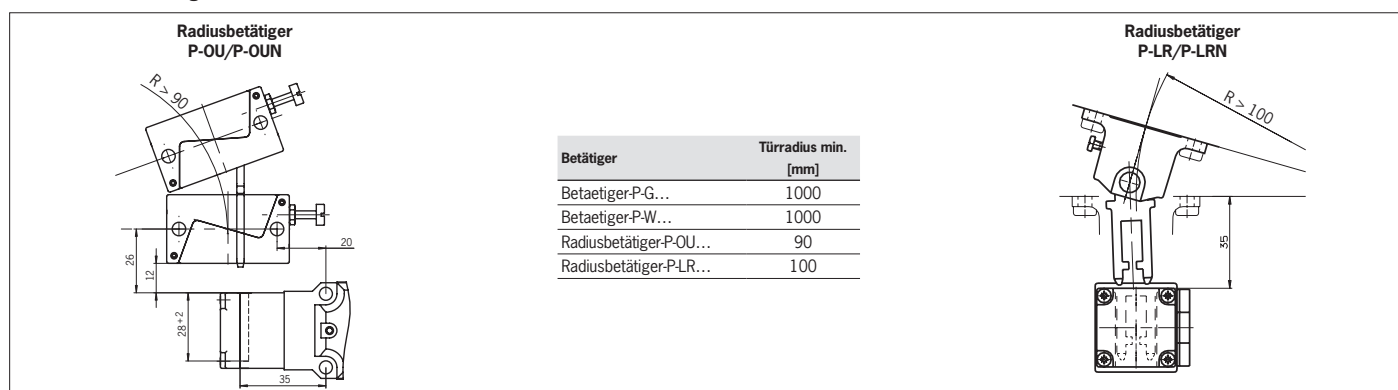 Radiusbetätiger
P-OU/P-OUN
R > 90
20
26
12
28+2
35
Betätiger Türradius min.
[mm]
Betaetiger-P-G… 1000
Betaetiger-P-W… 1000
Radiusbetätiger-P-OU… 90
Radiusbetätiger-P-LR… 100
Radiusbetätiger
P-LR/P-LRN
R > 100
35